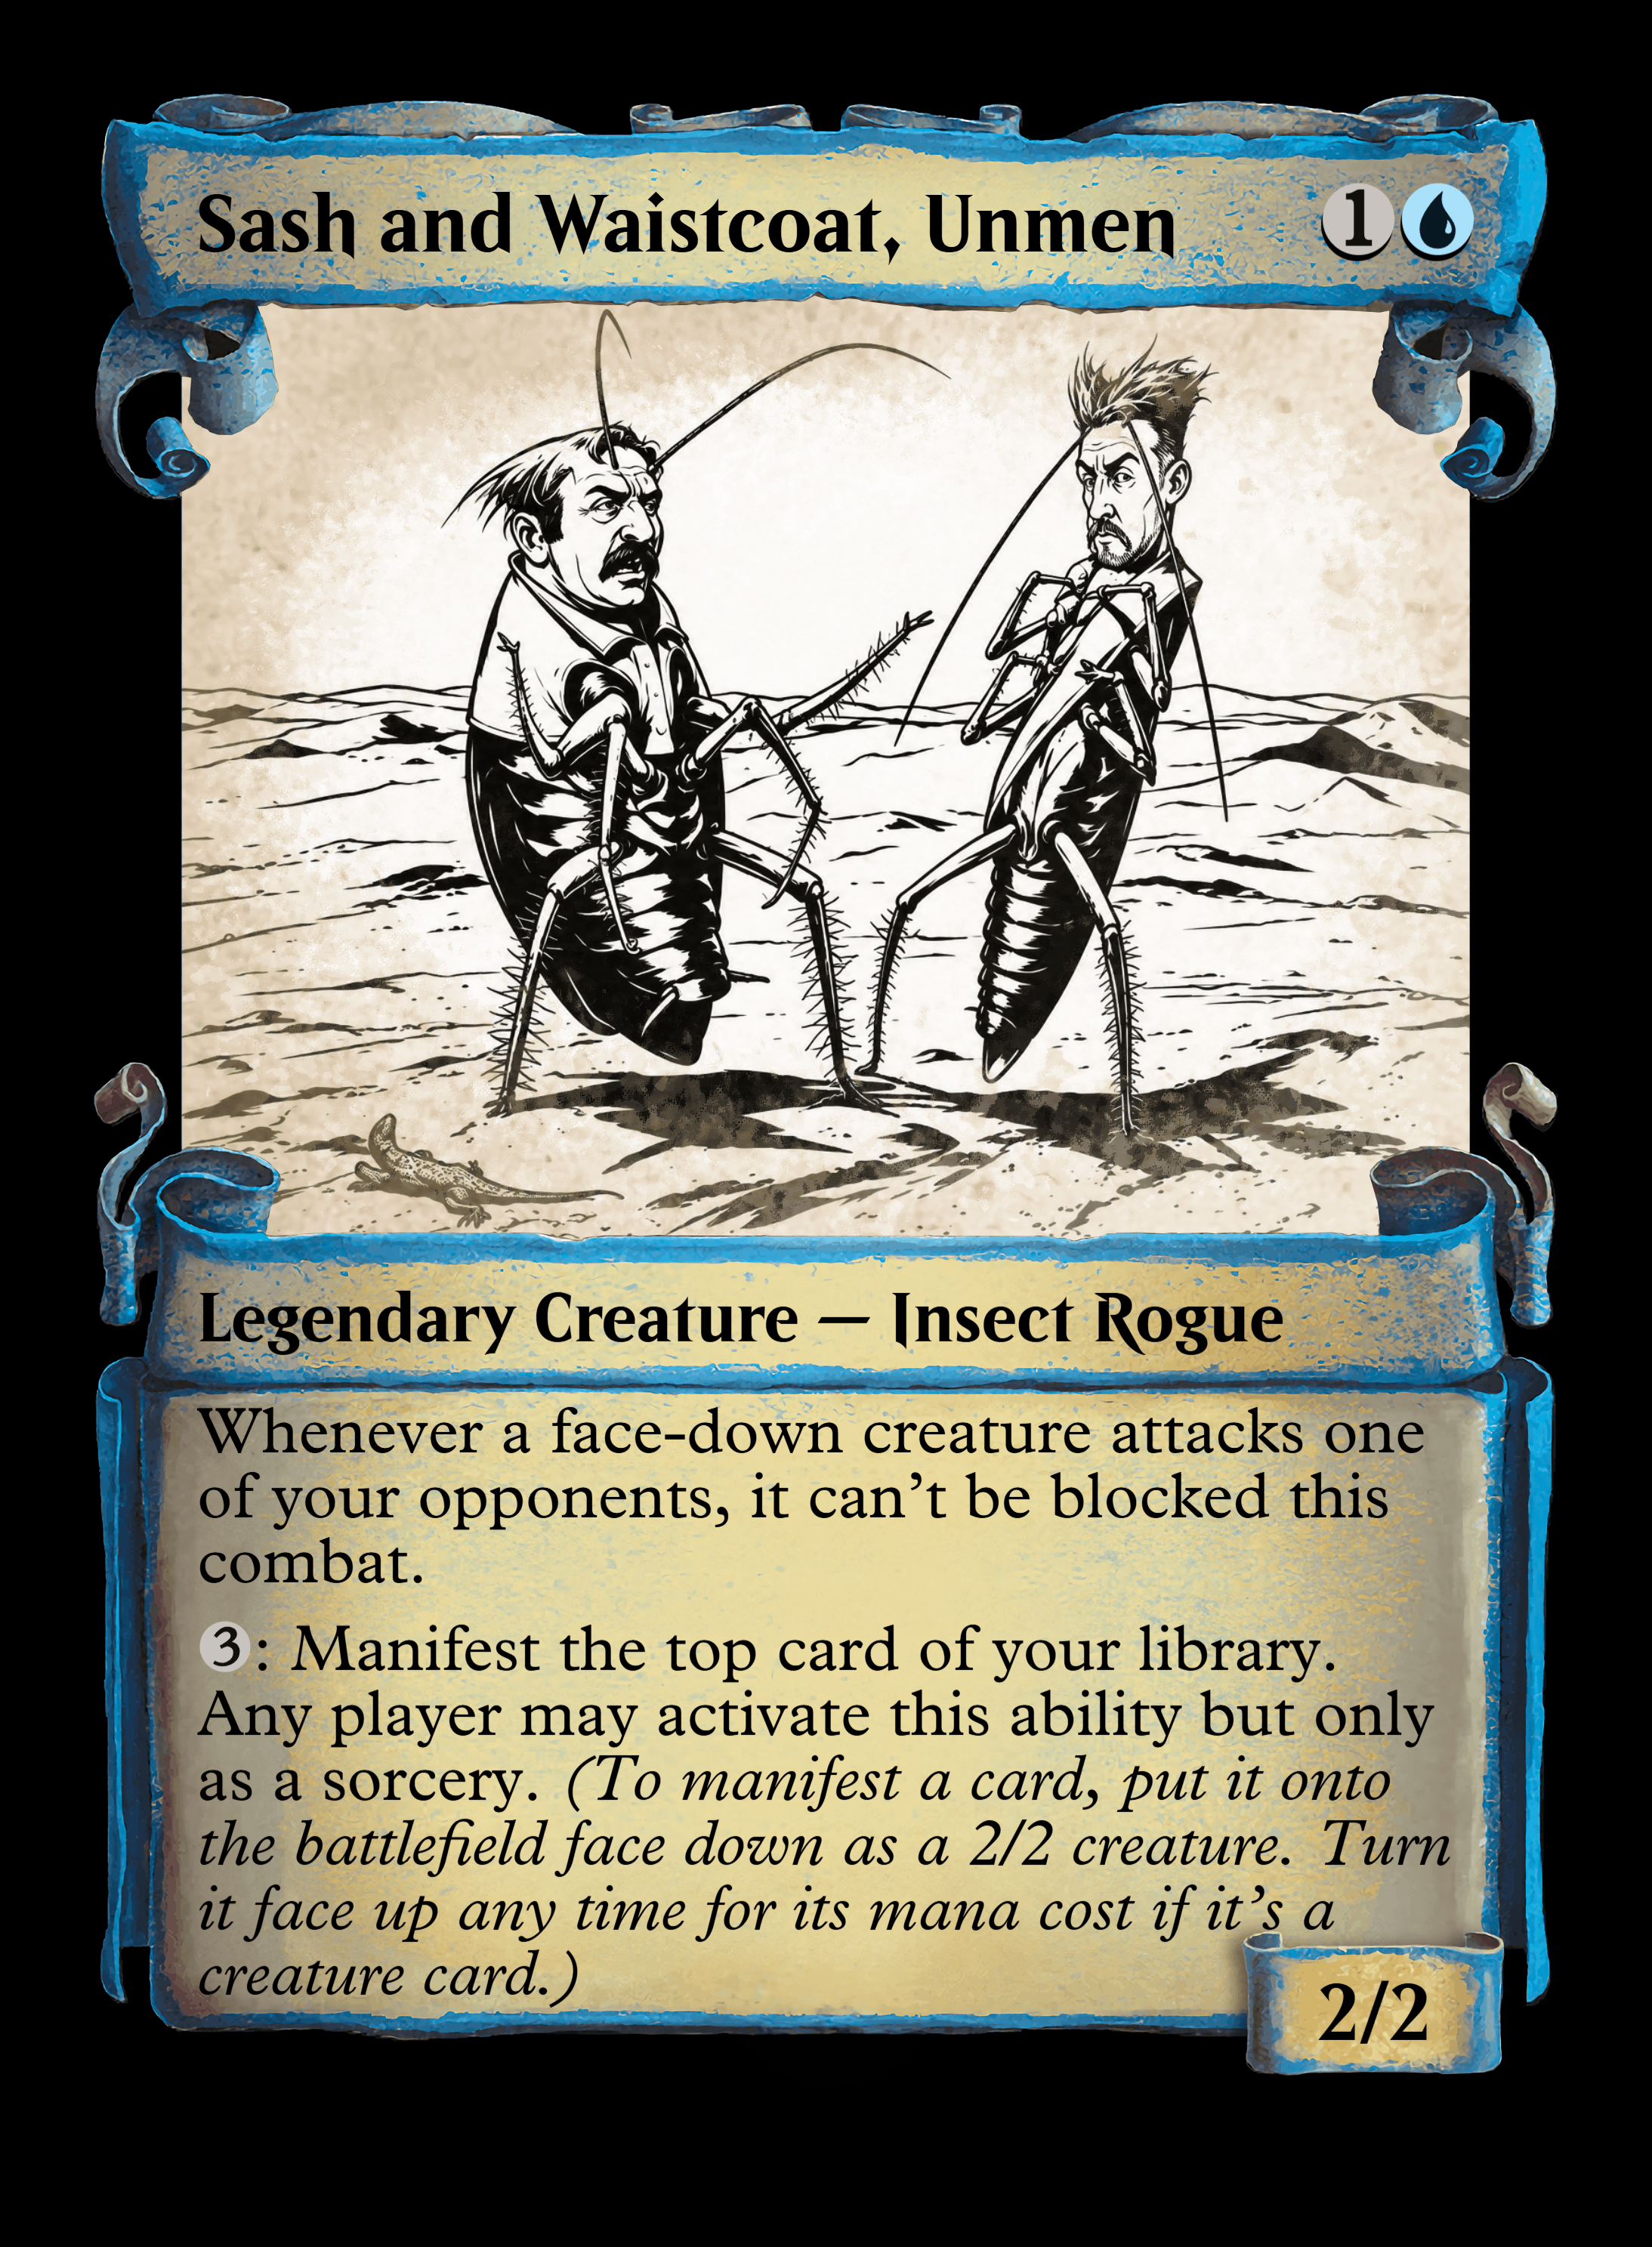 Sash and Waistcoat, Unmen 1
Legendary Creature — Insect Rogue
Whenever a face-down creature attacks one
of your opponents, it can’t be blocked this
combat.
3: Manifest the top card of your library.
Any player may activate this ability but only
as a sorcery. (To manifest a card, put it onto
the battlefield face down as a 2/2 creature. Turn
it face up any time for its mana cost if it’s a
creature card.)
2/2